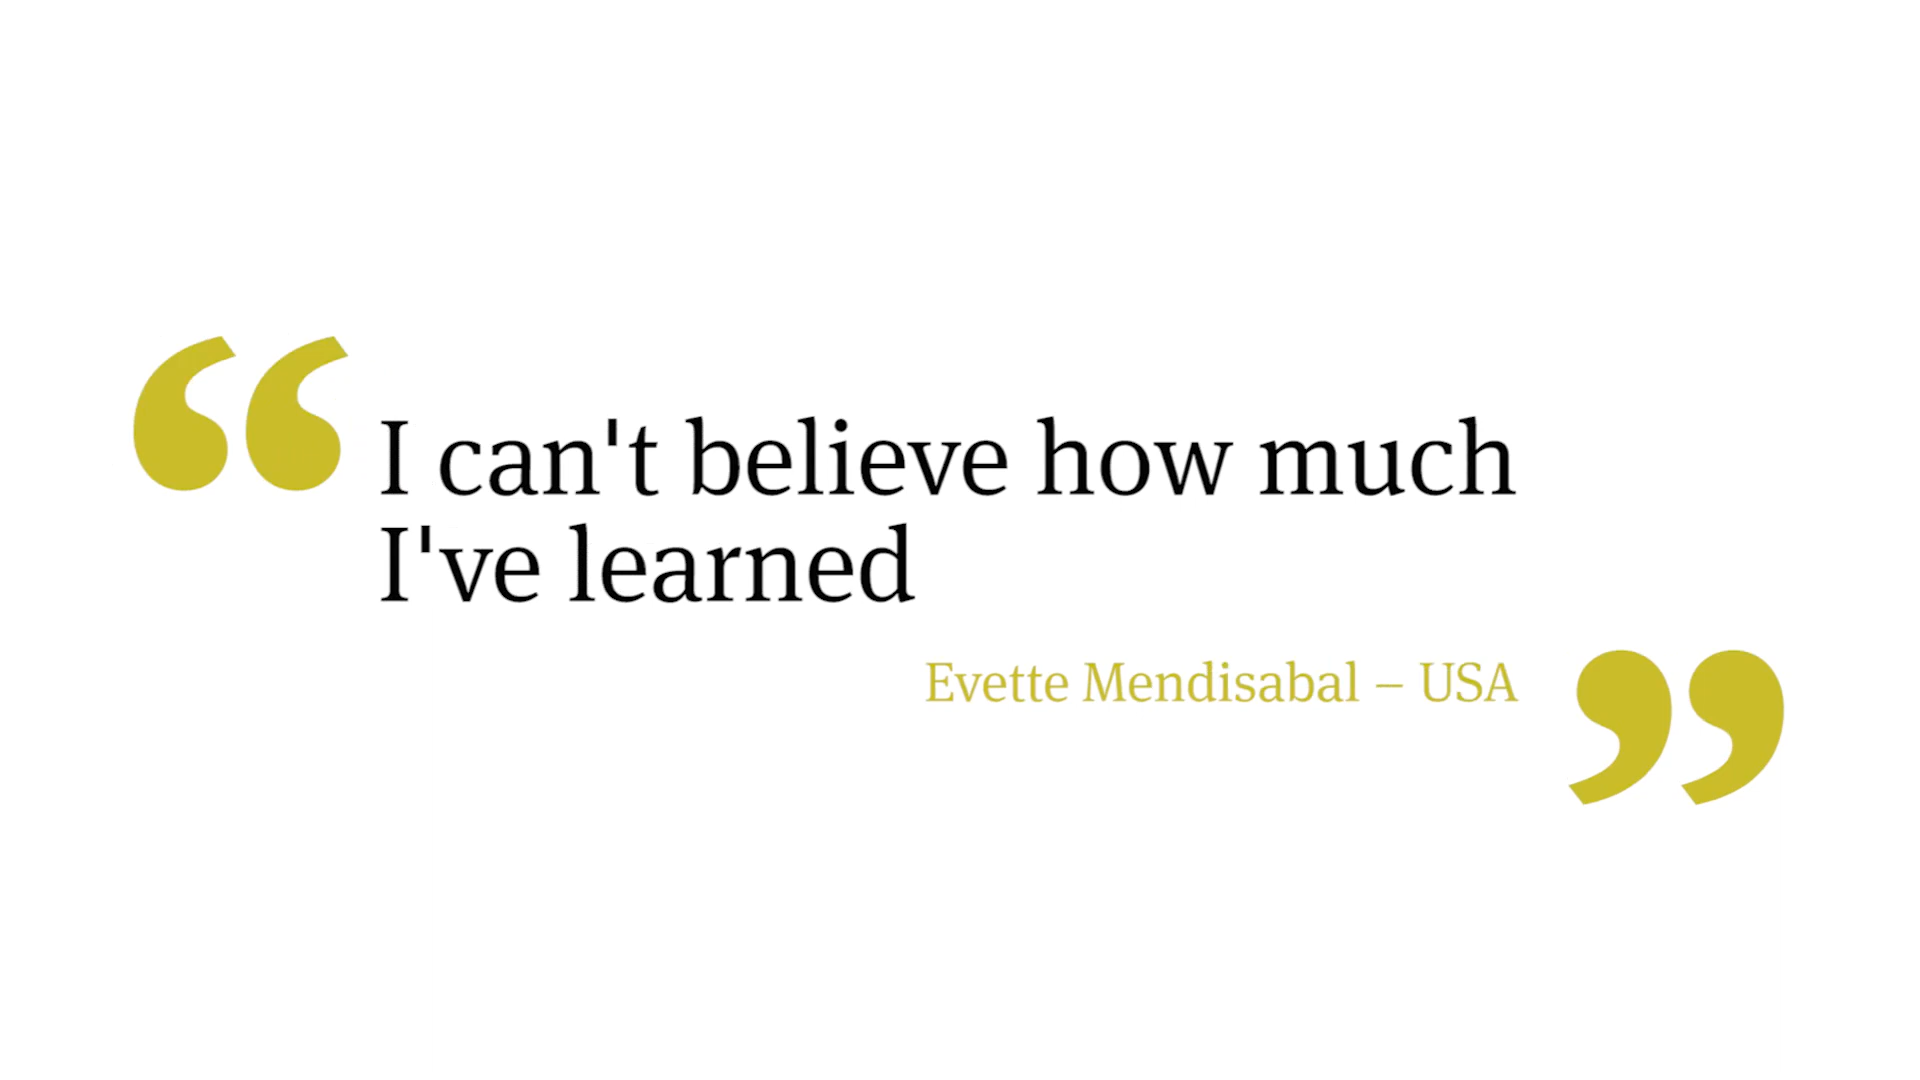 “I can't believe how much
I've learned
Evette Mendisabal – USA”